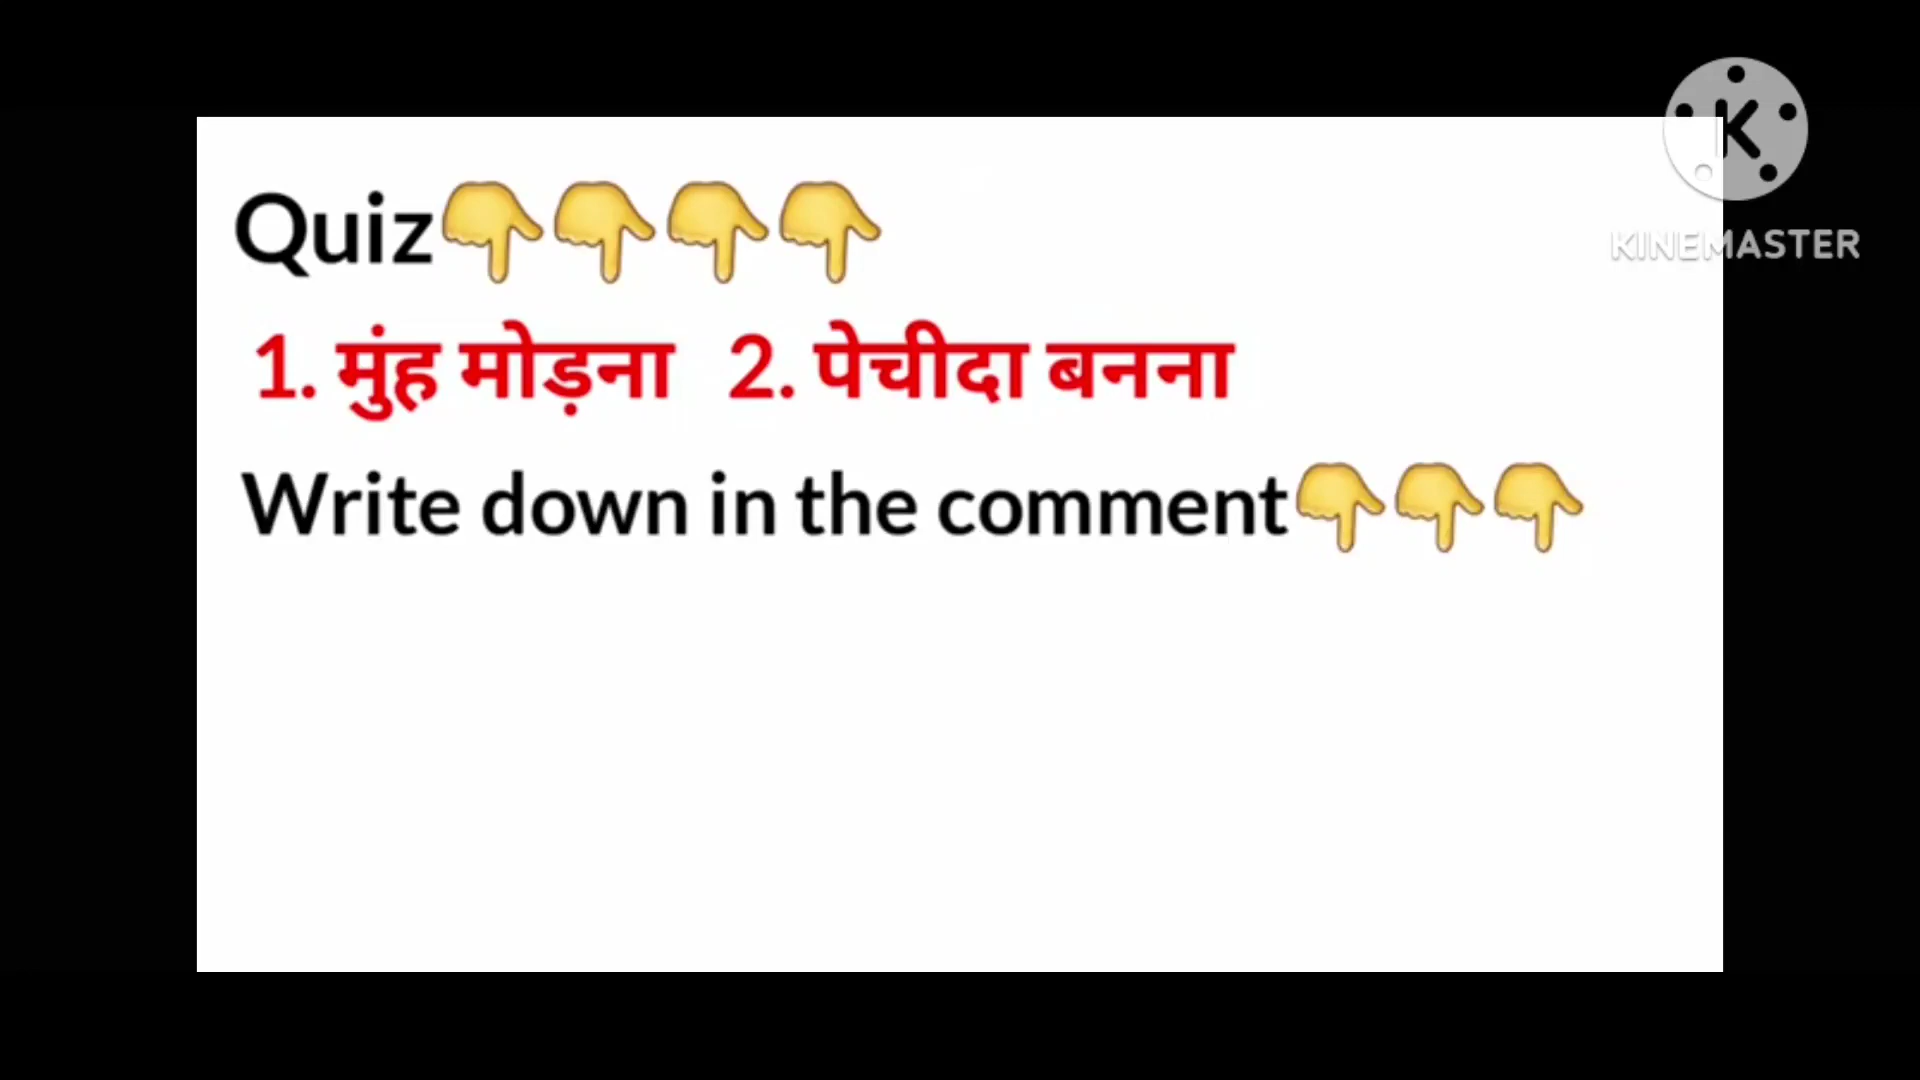 Quiz👇👇👇👇
1. मुंह मोड़ना 2. पेचीदा बनना
Write down in the comment👇👇👇
K
KINEMASTER